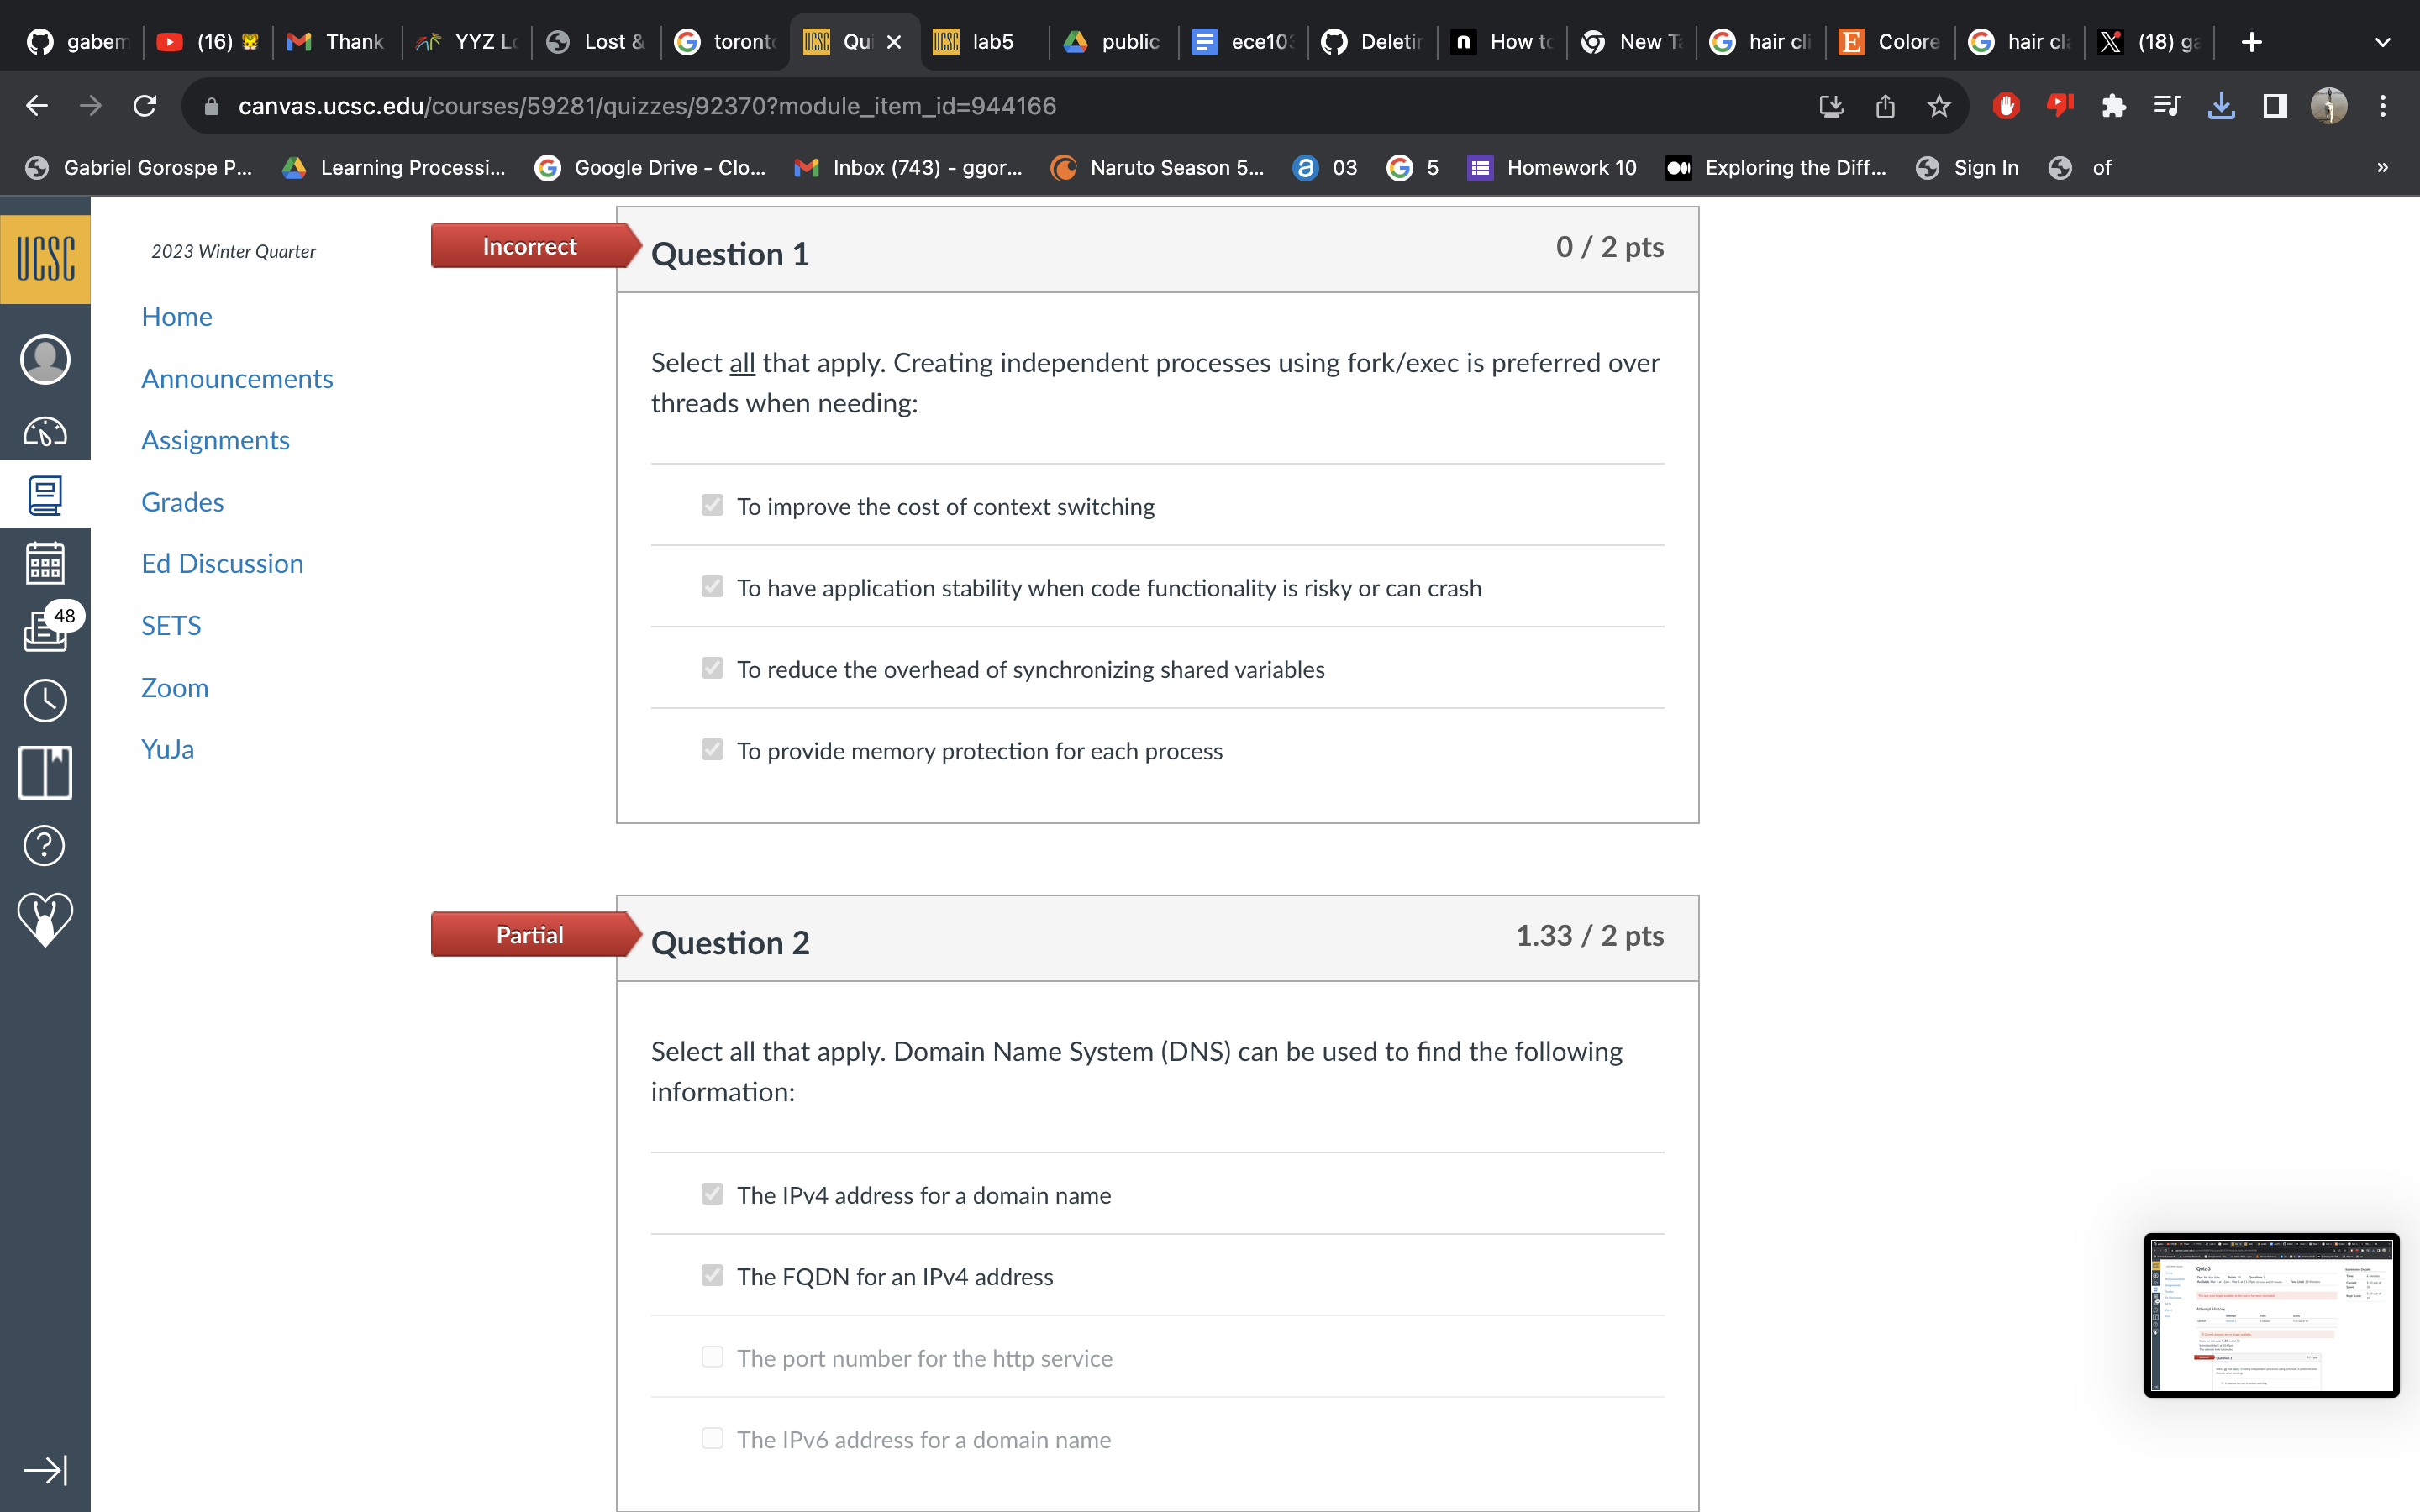 gabem
(16)
Thank
YYZ L
Lost &
toront
Qui
lab5
public
ece103
Deletin
How to
New Ta
hair cli
Colore
hair cla
(18) ga
canvas.ucsc.edu/courses/59281/quizzes/92370?module_item_id=944166
Gabriel Gorospe P...
Learning Processi...
Google Drive - Clo...
Inbox (743) - ggor...
Naruto Season 5...
03
5
Homework 10
Exploring the Diff...
Sign In
of
»
UCSC
48
2023 Winter Quarter
Home
Announcements
Assignments
Grades
Ed Discussion
SETS
Zoom
YuJa
Incorrect
Question 1
0 / 2 pts
Select all that apply. Creating independent processes using fork/exec is preferred over
threads when needing:
To improve the cost of context switching
To have application stability when code functionality is risky or can crash
To reduce the overhead of synchronizing shared variables
To provide memory protection for each process
Partial
Question 2
1.33 / 2 pts
Select all that apply. Domain Name System (DNS) can be used to find the following
information:
The IPv4 address for a domain name
The FQDN for an IPv4 address
The port number for the http service
The IPv6 address for a domain name